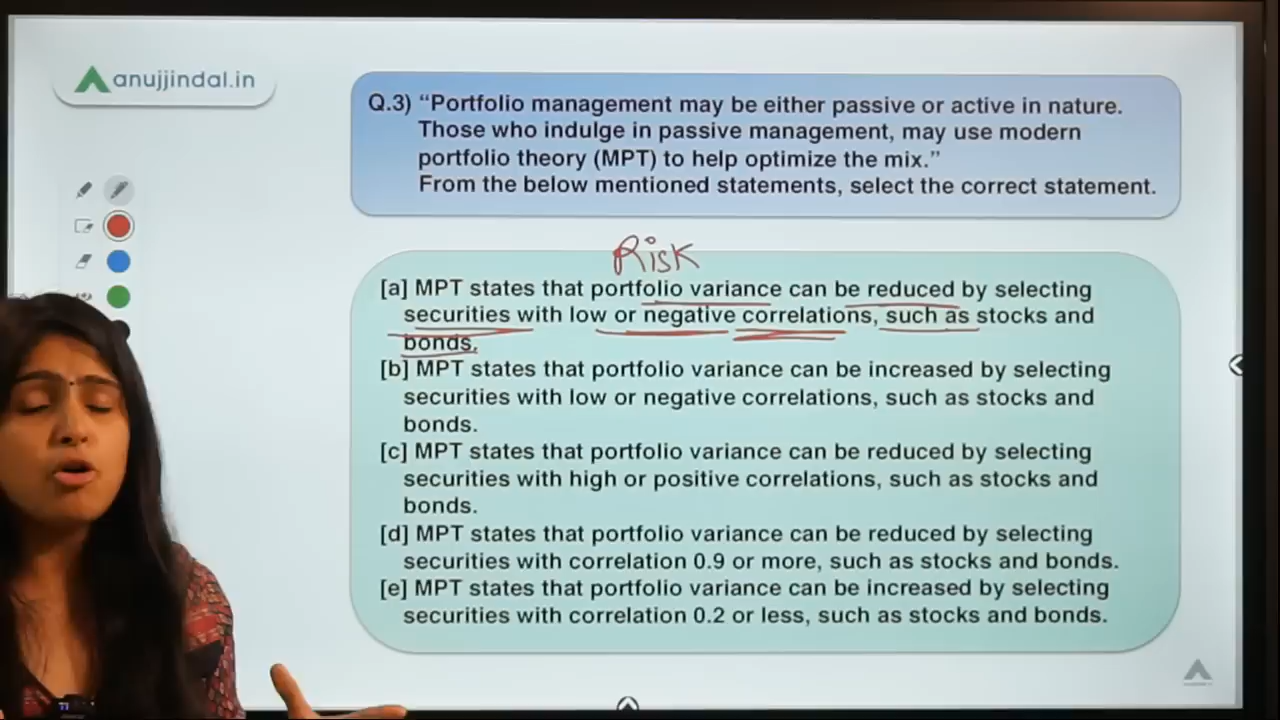 anujjindal.in
Q.3) “Portfolio management may be either passive or active in nature.
Those who indulge in passive management, may use modern
portfolio theory (MPT) to help optimize the mix.”
From the below mentioned statements, select the correct statement.
Risk
[a] MPT states that portfolio variance can be reduced by selecting
securities with low or negative correlations, such as stocks and
bonds.
[b] MPT states that portfolio variance can be increased by selecting
securities with low or negative correlations, such as stocks and
bonds.
[c] MPT states that portfolio variance can be reduced by selecting
securities with high or positive correlations, such as stocks and
bonds.
[d] MPT states that portfolio variance can be reduced by selecting
securities with correlation 0.9 or more, such as stocks and bonds.
[e] MPT states that portfolio variance can be increased by selecting
securities with correlation 0.2 or less, such as stocks and bonds.